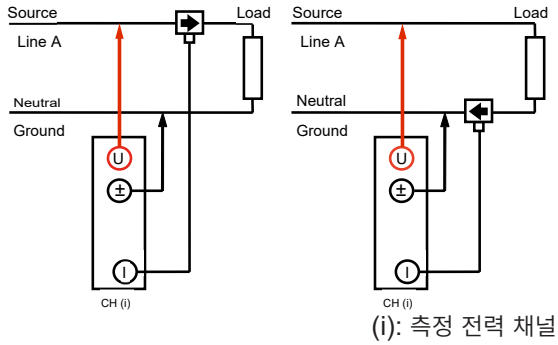 Source Load
Line A
Neutral
Ground
U
±
I
CH (i)
Source Load
Line A
Neutral
Ground
U
±
I
CH (i)
(i): 측정 전력 채널